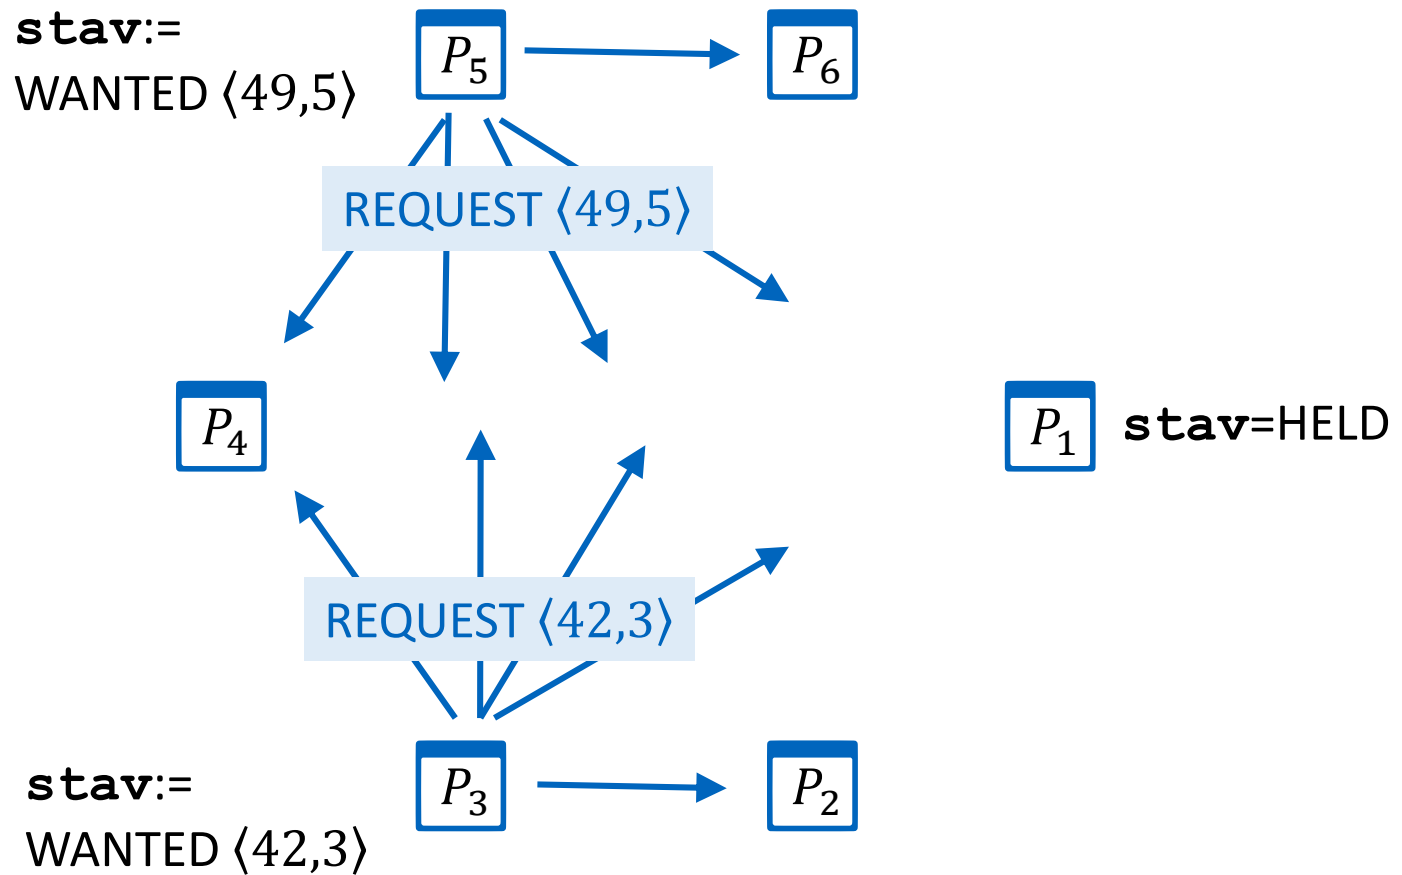 stav:=
WANTED ⟨49,5⟩
P₅
P₆
REQUEST ⟨49,5⟩
P₄
P₁
stav=HELD
REQUEST ⟨42,3⟩
stav:=
WANTED ⟨42,3⟩
P₃
P₂